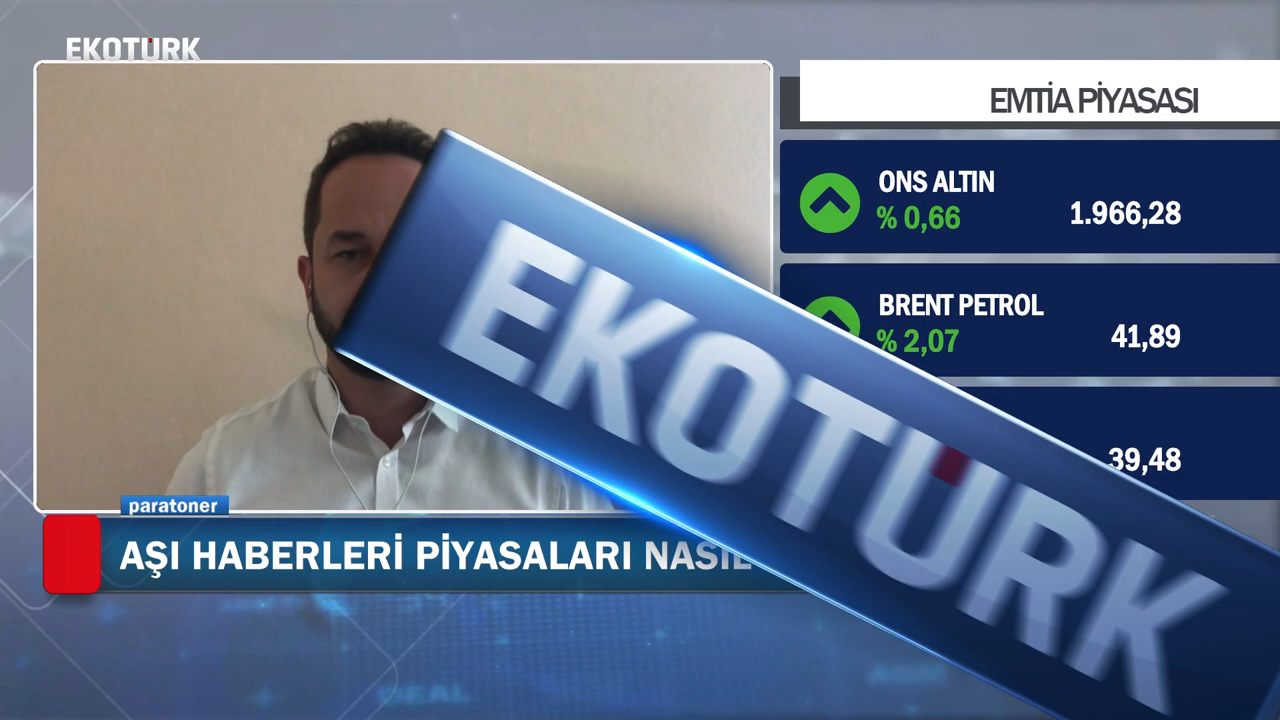 EKOTÜRK
EMTİA PİYASASI
ONS ALTIN
% 0,66
1.966,28
BRENT PETROL
% 2,07
41,89
39,48
EKOTÜRK
paratoner
AŞI HABERLERİ PİYASALARI NASIL